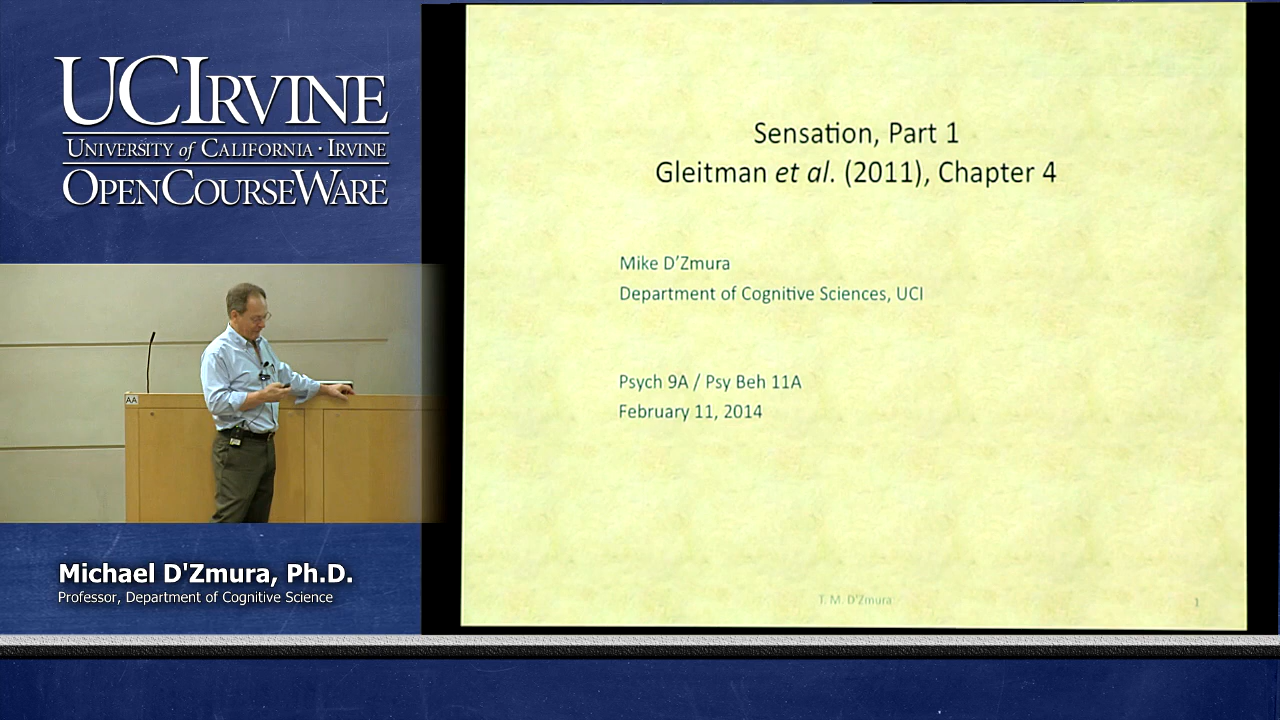 UCIRVINE
UNIVERSITY of CALIFORNIA · IRVINE
OPENCOURSEWARE
Sensation, Part 1
Gleitman et al. (2011), Chapter 4
Mike D'Zmura
Department of Cognitive Sciences, UCI
Psych 9A / Psy Beh 11A
February 11, 2014
T. M. D'Zmura
1
AA
Michael D'Zmura, Ph.D.
Professor, Department of Cognitive Science